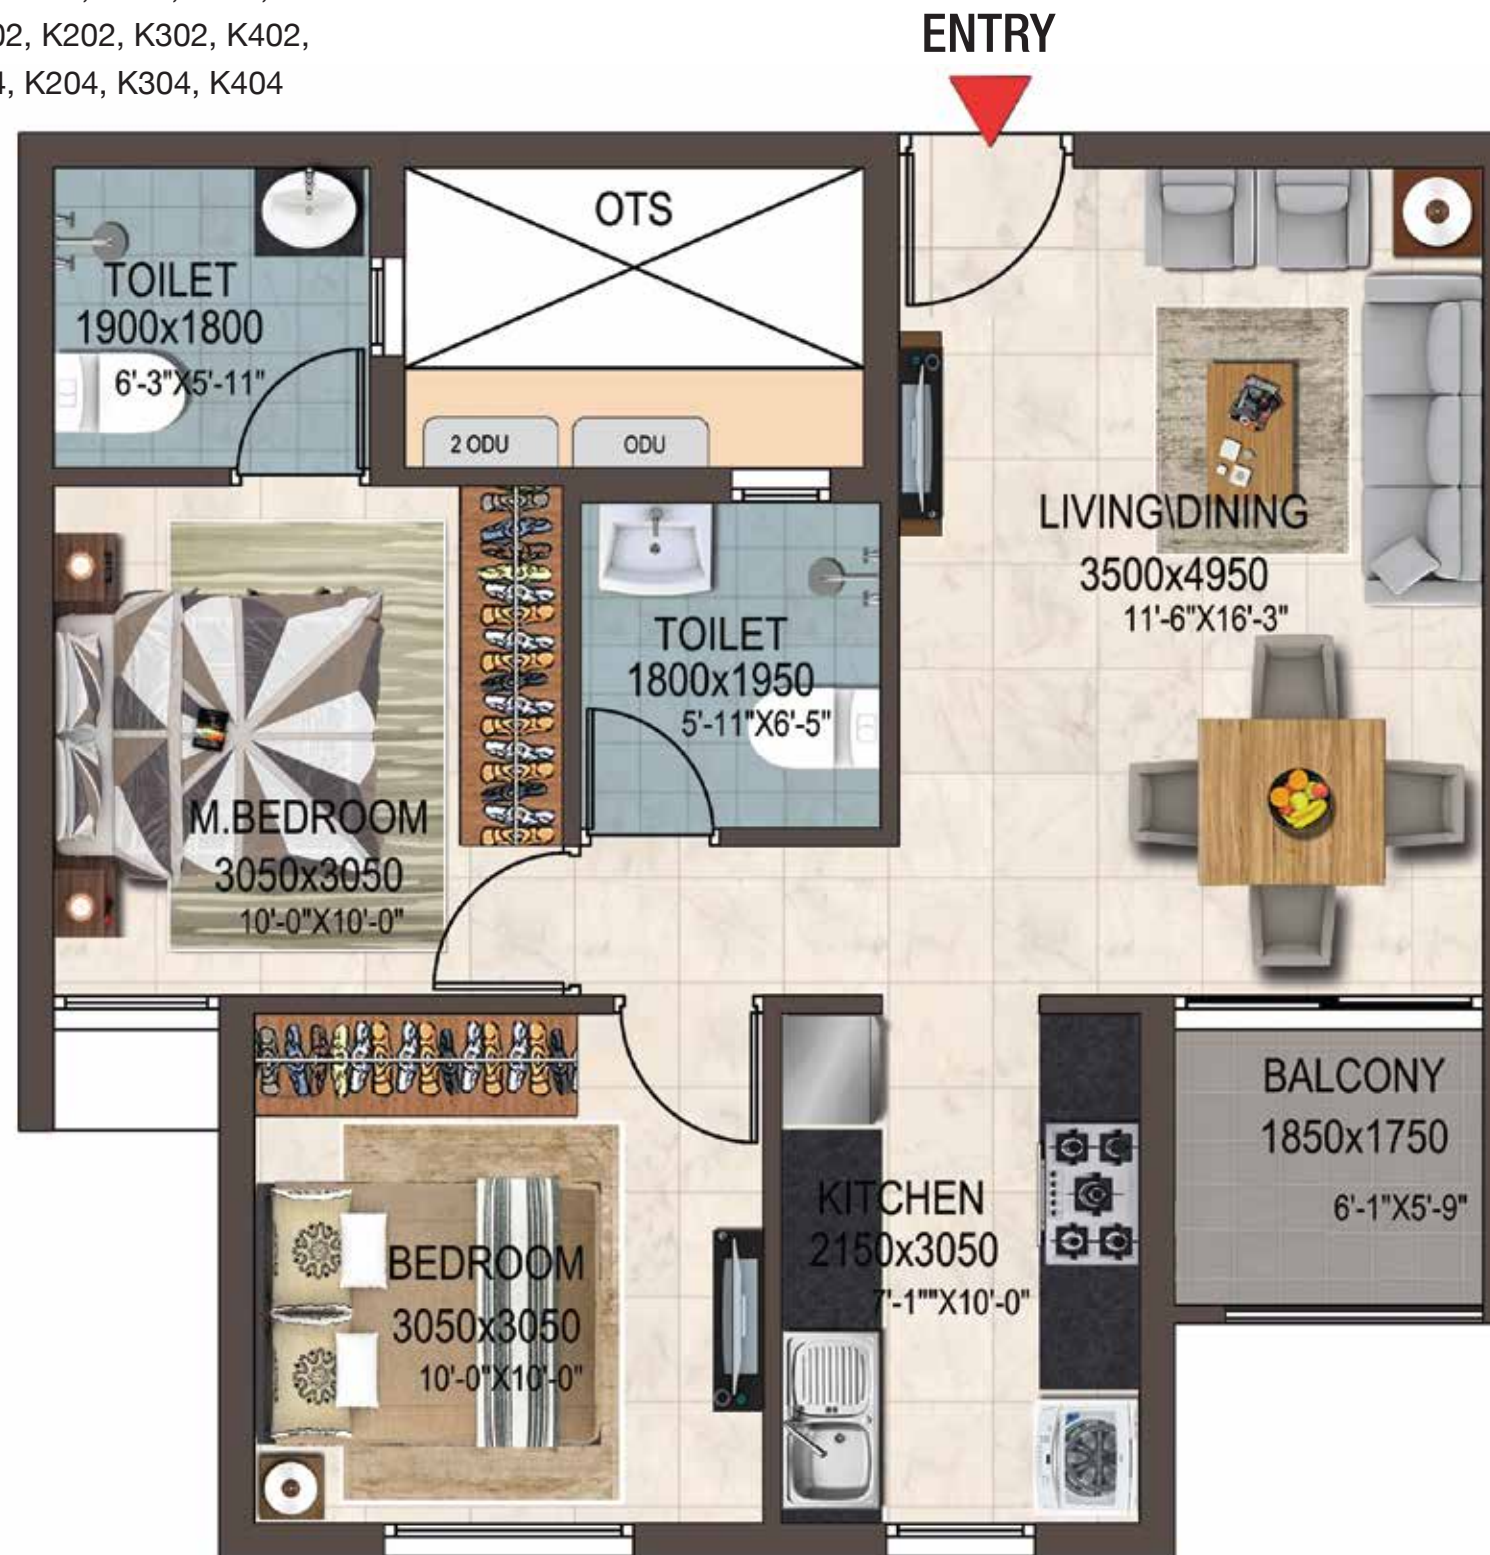 02, K202, K302, K402,
4, K204, K304, K404
ENTRY
OTS
TOILET
1900x1800
6'-3"X5'-11"
2 ODU
ODU
LIVING\DINING
3500x4950
11'-6"X16'-3"
TOILET
1800x1950
5'-11"X6'-5"
M.BEDROOM
3050x3050
10'-0"X10'-0"
BALCONY
1850x1750
6'-1"X5'-9"
KITCHEN
2150x3050
7'-1""X10'-0"
BEDROOM
3050x3050
10'-0"X10'-0"